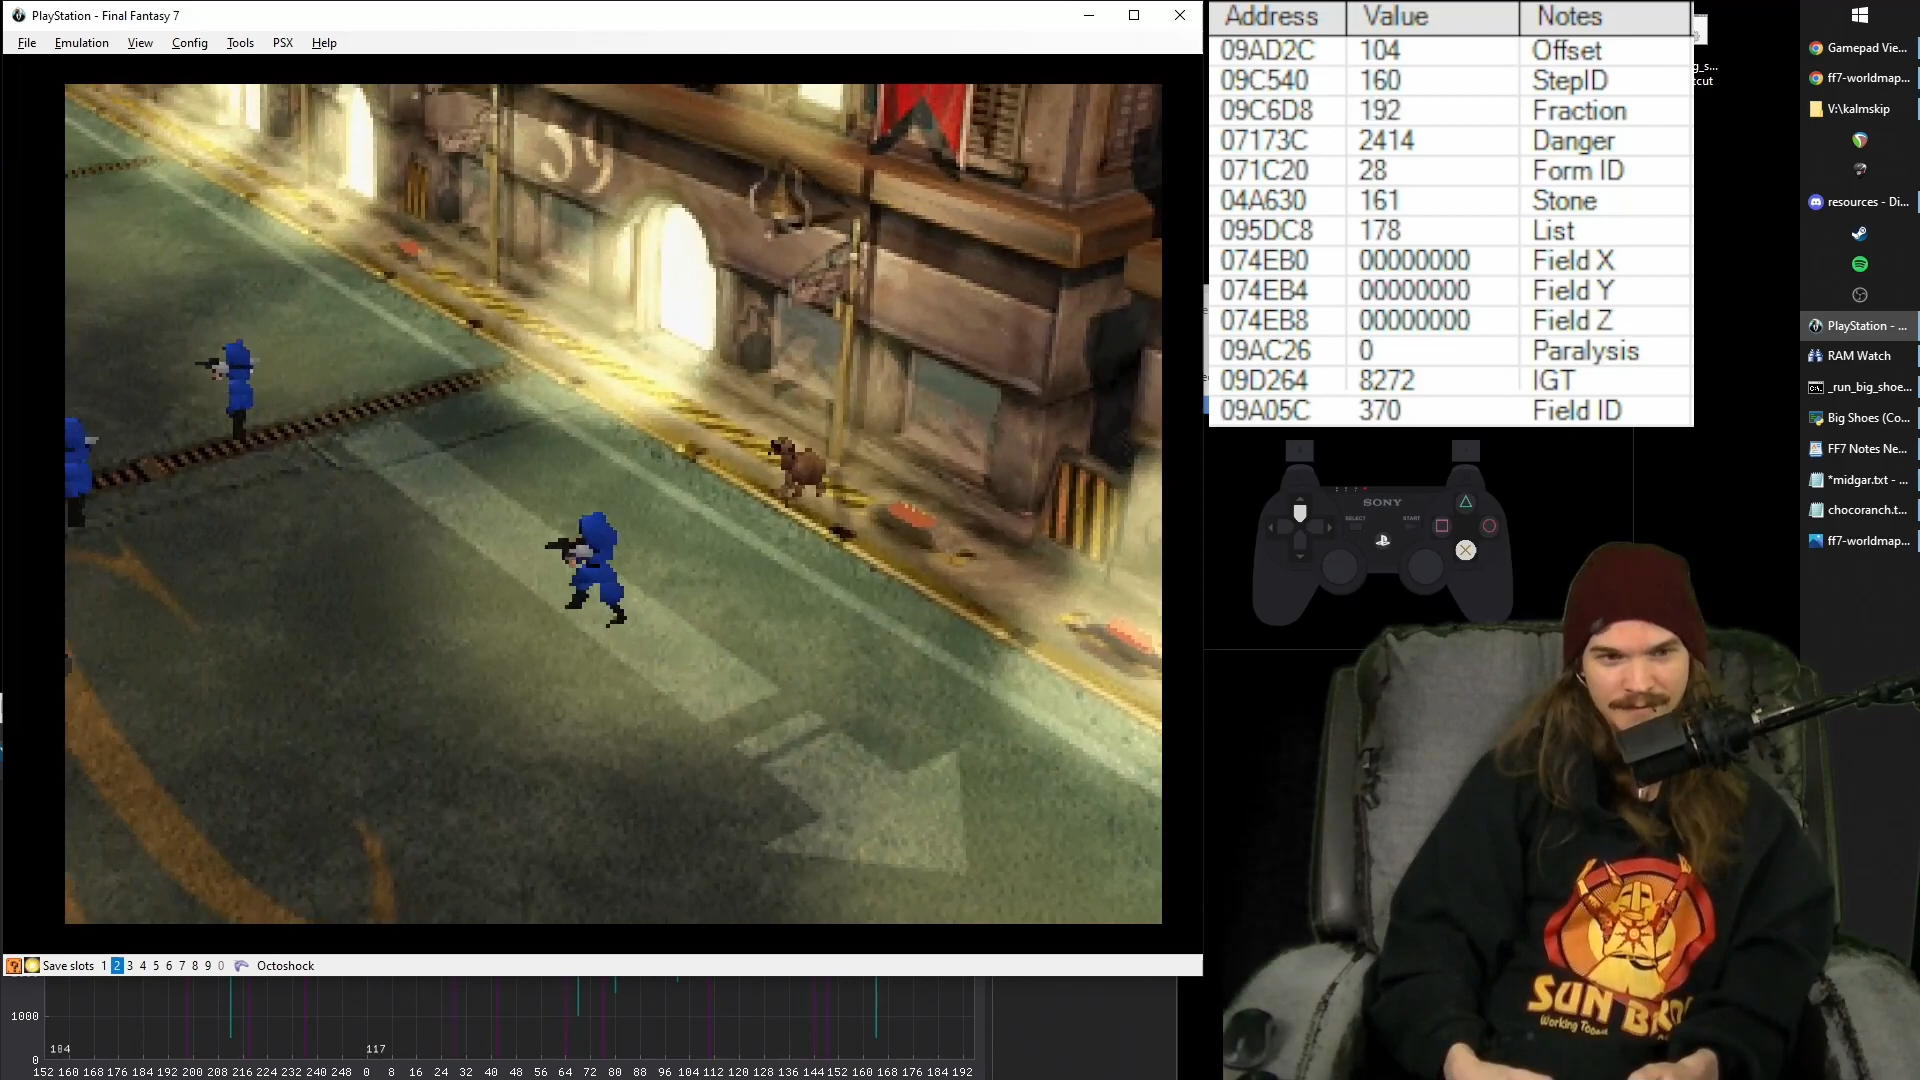 PlayStation - Final Fantasy 7
File Emulation View Config Tools PSX Help
Address Value Notes
09AD2C 104 Offset
09C540 160 StepID
09C6D8 192 Fraction
07173C 2414 Danger
071C20 28 Form ID
04A630 161 Stone
095DC8 178 List
074EB0 00000000 Field X
074EB4 00000000 Field Y
074EB8 00000000 Field Z
09AC26 0 Paralysis
09D264 8272 IGT
09A05C 370 Field ID
g_s...
cut
Gamepad Vie...
ff7-worldmap...
V:\kalmskip
resources - Di...
PlayStation - ...
RAM Watch
_run_big_shoe...
Big Shoes (Co...
FF7 Notes Ne...
*midgar.txt - ...
chocoranch.t...
ff7-worldmap...
SONY
SELECT START
SUN BRO
Save slots 1 2 3 4 5 6 7 8 9 0 Octoshock
1000
0
104 117
152 160 168 176 184 192 200 208 216 224 232 240 248 0 8 16 24 32 40 48 56 64 72 80 88 96 104 112 120 128 136 144 152 160 168 176 184 192